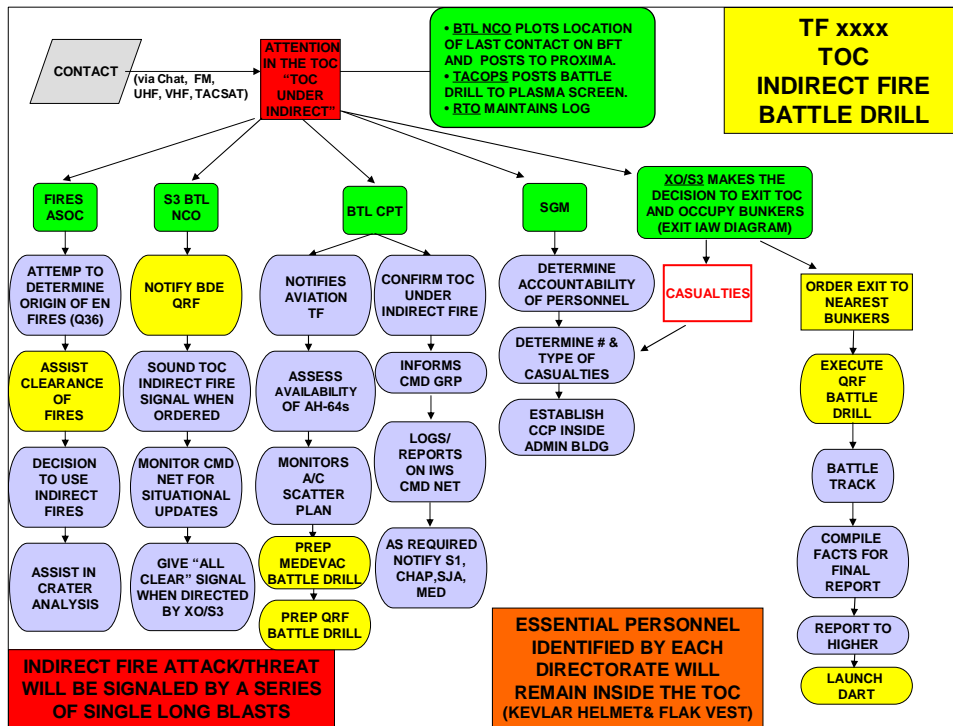 CONTACT
(via Chat, FM,
UHF, VHF, TACSAT)
ATTENTION
IN THE TOC
“TOC
UNDER
INDIRECT”
• BTL NCO PLOTS LOCATION
OF LAST CONTACT ON BFT
AND POSTS TO PROXIMA.
• TACOPS POSTS BATTLE
DRILL TO PLASMA SCREEN.
• RTO MAINTAINS LOG
TF xxxx
TOC
INDIRECT FIRE
BATTLE DRILL
FIRES
ASOC
S3 BTL
NCO
BTL CPT
SGM
XO/S3 MAKES THE
DECISION TO EXIT TOC
AND OCCUPY BUNKERS
(EXIT IAW DIAGRAM)
ATTEMP TO
DETERMINE
ORIGIN OF EN
FIRES (Q36)
ASSIST
CLEARANCE
OF
FIRES
DECISION
TO USE
INDIRECT
FIRES
ASSIST IN
CRATER
ANALYSIS
NOTIFY BDE
QRF
SOUND TOC
INDIRECT FIRE
SIGNAL WHEN
ORDERED
MONITOR CMD
NET FOR
SITUATIONAL
UPDATES
GIVE “ALL
CLEAR” SIGNAL
WHEN DIRECTED
BY XO/S3
NOTIFIES
AVIATION
TF
ASSESS
AVAILABILITY
OF AH-64s
MONITORS
A/C
SCATTER
PLAN
PREP
MEDEVAC
BATTLE DRILL
PREP QRF
BATTLE DRILL
CONFIRM TOC
UNDER
INDIRECT FIRE
INFORMS
CMD GRP
LOGS/
REPORTS
ON IWS
CMD NET
AS REQUIRED
NOTIFY S1,
CHAP,SJA,
MED
DETERMINE
ACCOUNTABILITY
OF PERSONNEL
DETERMINE # &
TYPE OF
CASUALTIES
ESTABLISH
CCP INSIDE
ADMIN BLDG
CASUALTIES
ORDER EXIT TO
NEAREST
BUNKERS
EXECUTE
QRF
BATTLE
DRILL
BATTLE
TRACK
COMPILE
FACTS FOR
FINAL
REPORT
REPORT TO
HIGHER
LAUNCH
DART
INDIRECT FIRE ATTACK/THREAT
WILL BE SIGNALED BY A SERIES
OF SINGLE LONG BLASTS
ESSENTIAL PERSONNEL
IDENTIFIED BY EACH
DIRECTORATE WILL
REMAIN INSIDE THE TOC
(KEVLAR HELMET& FLAK VEST)